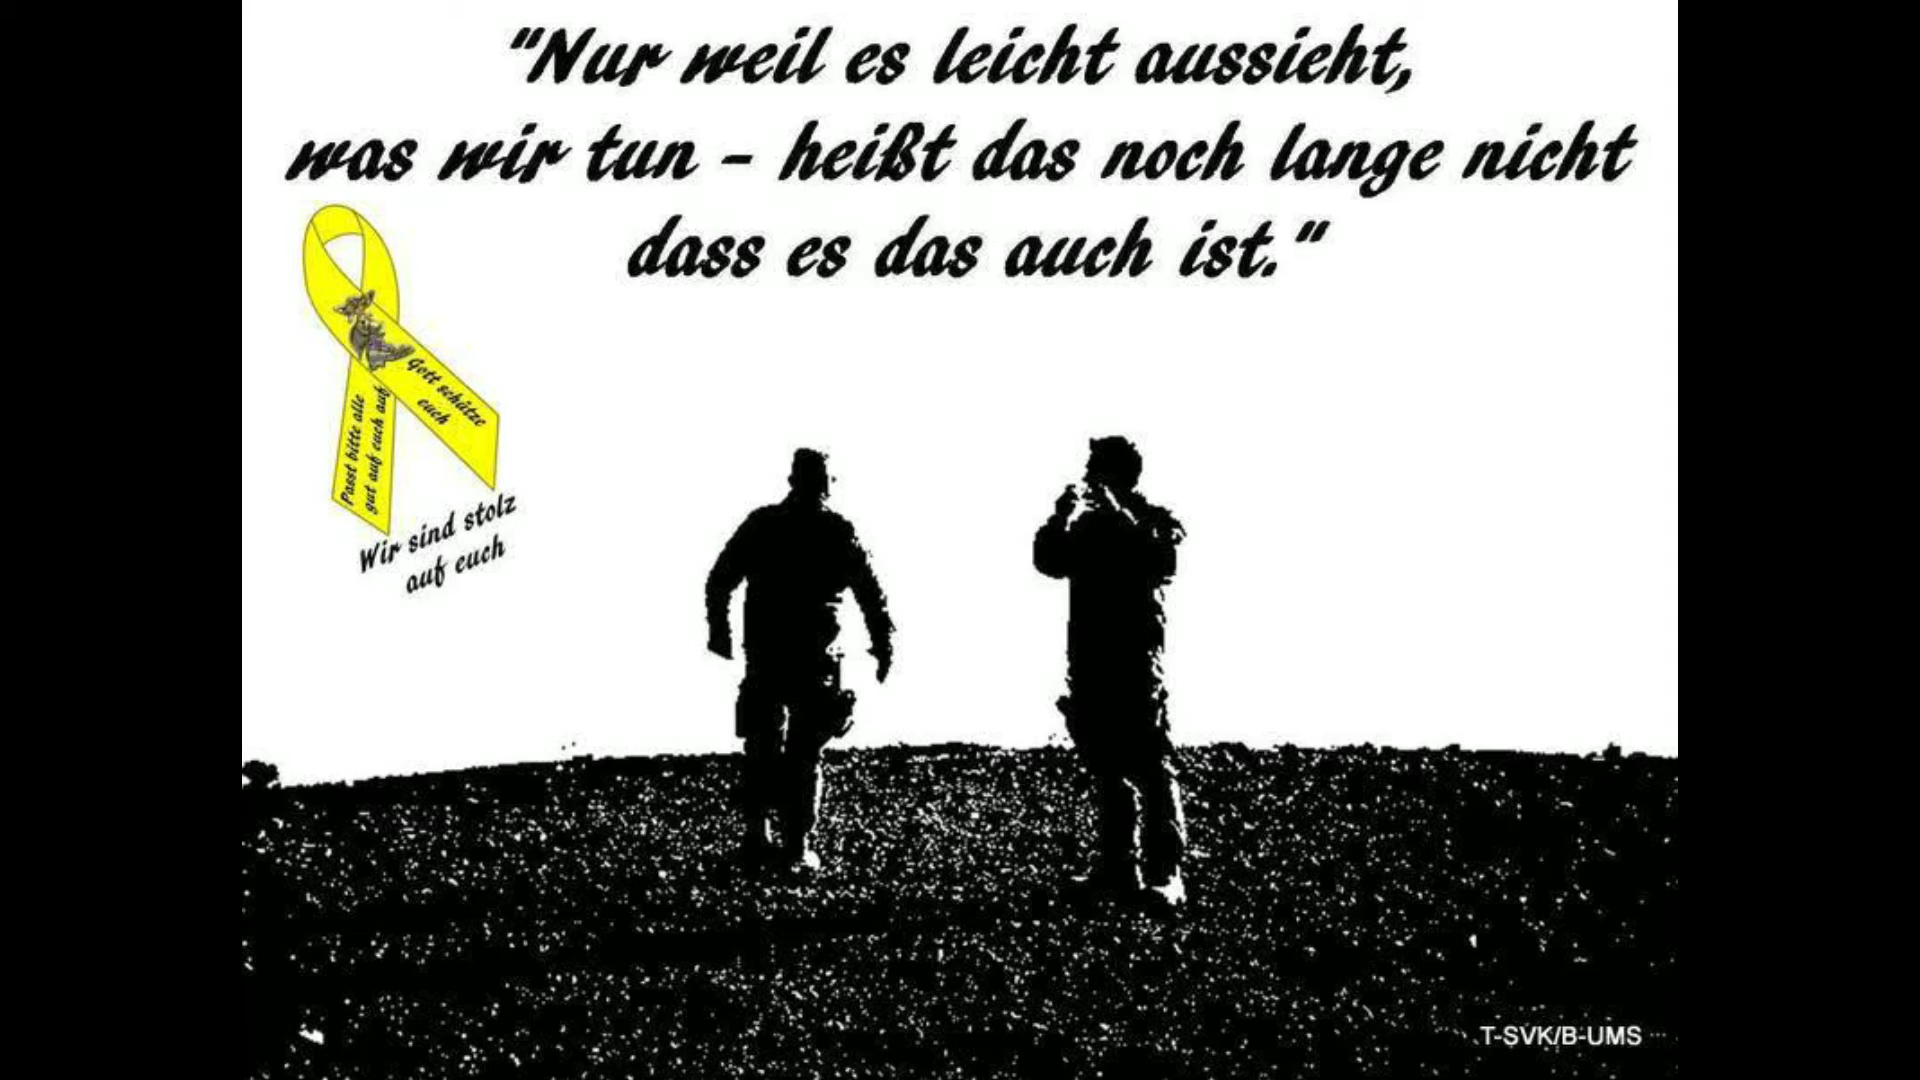 "Nur weil es leicht aussieht,
was wir tun - heißt das noch lange nicht
dass es das auch ist."
Gott schütze
euch
Passt bitte alle
gut auf euch auf
Wir sind stolz
auf euch
T-SVK/B-UMS